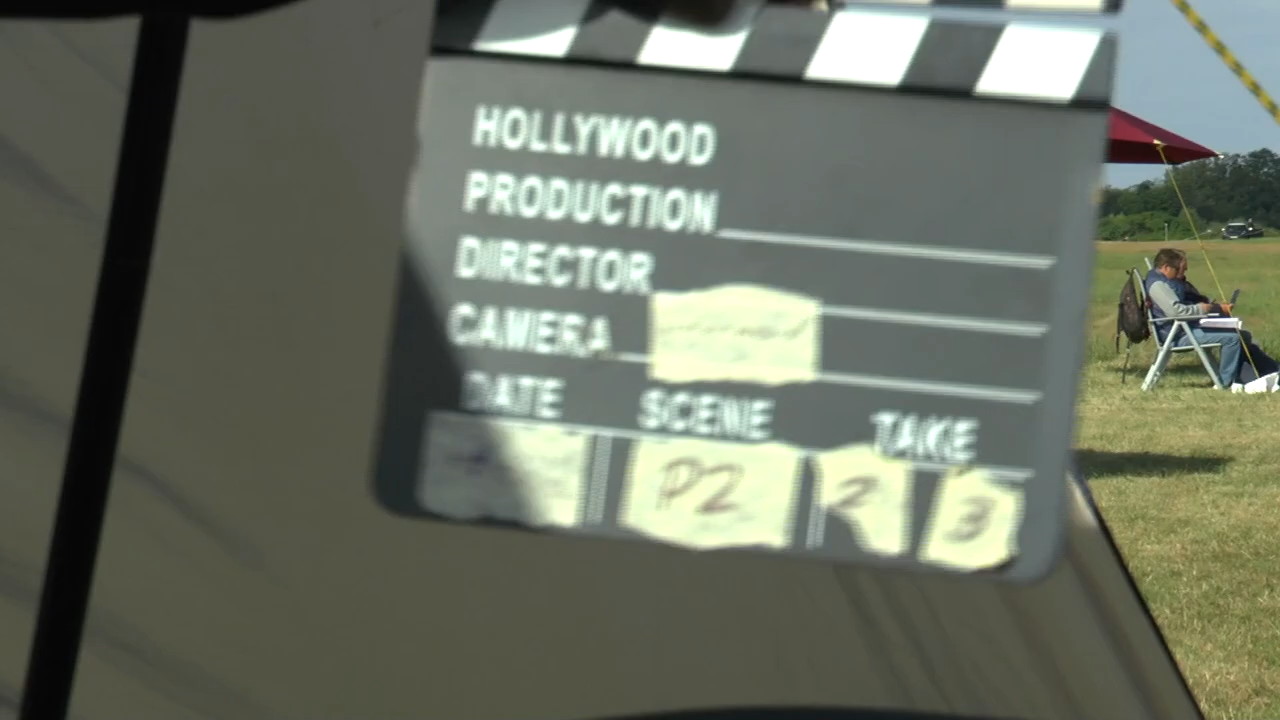 HOLLYWOOD
PRODUCTION
DIRECTOR
CAMERA
DATE SCENE TAKE
P2 2 3